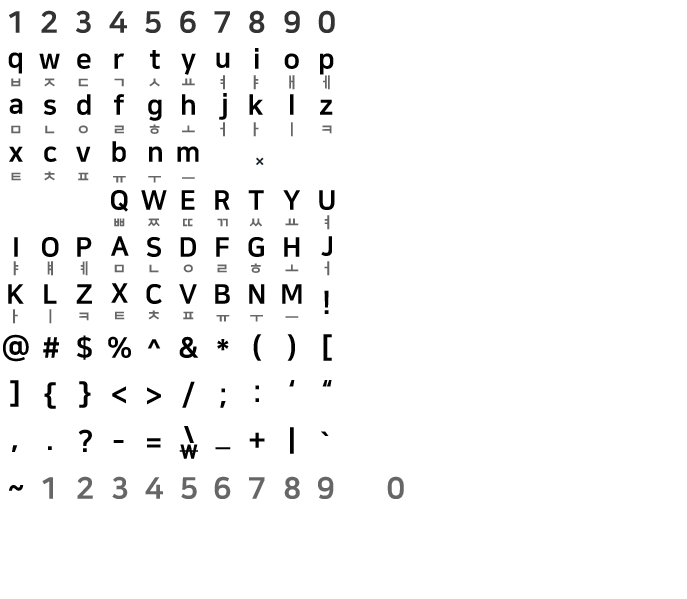 1 2 3 4 5 6 7 8 9 0
q w e r t y u i o p
ㅂ ㅈ ㄷ ㄱ ㅅ ㅛ ㅕ ㅑ ㅐ ㅔ
a s d f g h j k l z
ㅁ ㄴ ㅇ ㄹ ㅎ ㅗ ㅓ ㅏ ㅣ ㅋ
x c v b n m ×
ㅌ ㅊ ㅍ ㅠ ㅜ ㅡ
Q W E R T Y U
ㅃ ㅉ ㄸ ㄲ ㅆ ㅛ ㅕ
I O P A S D F G H J
ㅑ ㅒ ㅖ ㅁ ㄴ ㅇ ㄹ ㅎ ㅗ ㅓ
K L Z X C V B N M !
ㅏ ㅣ ㅋ ㅌ ㅊ ㅍ ㅠ ㅜ ㅡ
@ # $ % ^ & * ( ) [
] { } < > / ; : ‘ “
, . ? - = \₩ _ + | `
~ 1 2 3 4 5 6 7 8 9 0